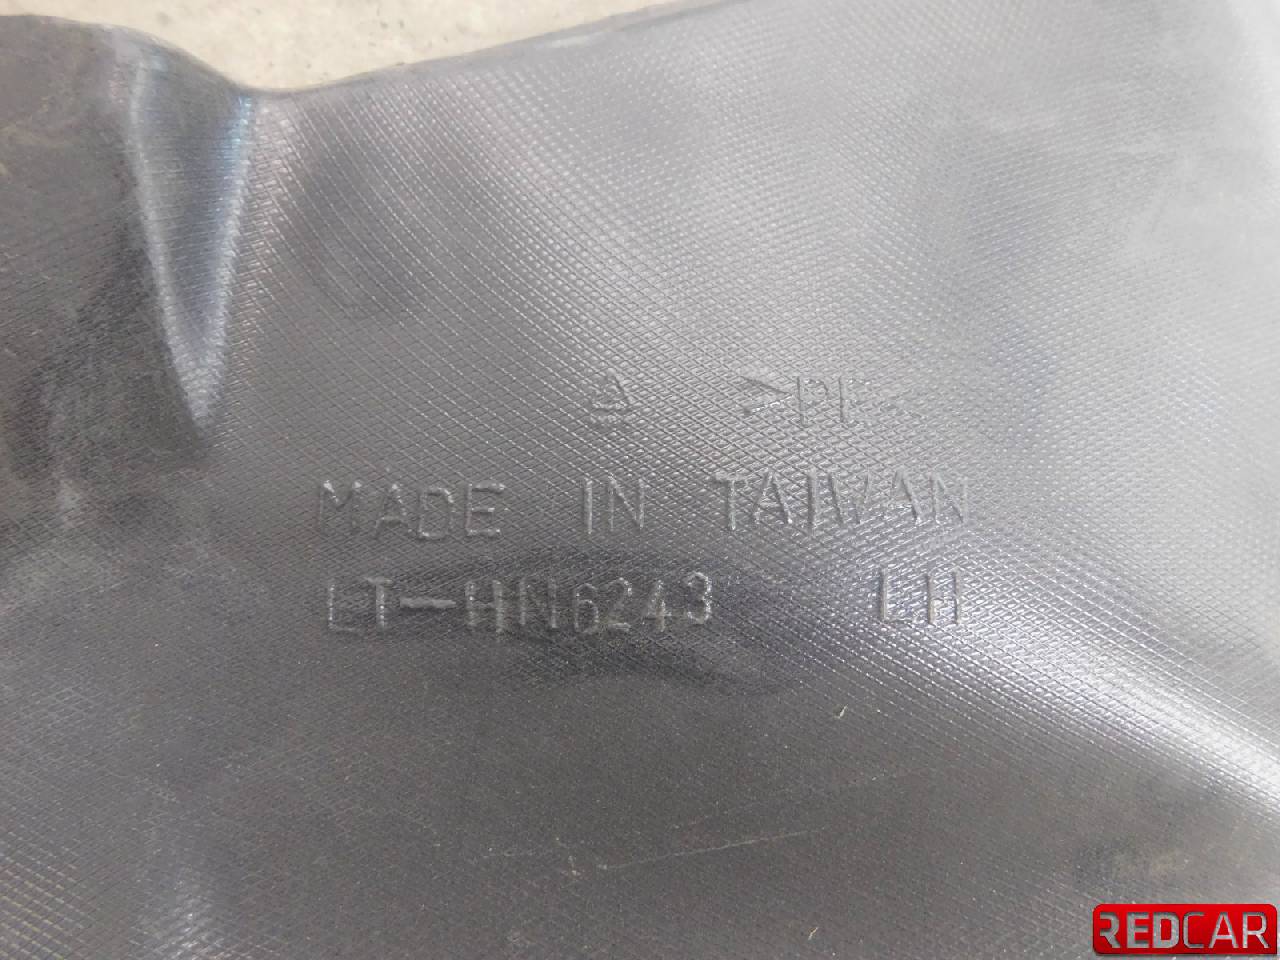 >PP<
MADE IN TAIWAN
LT-HN6243 LH
REDCAR